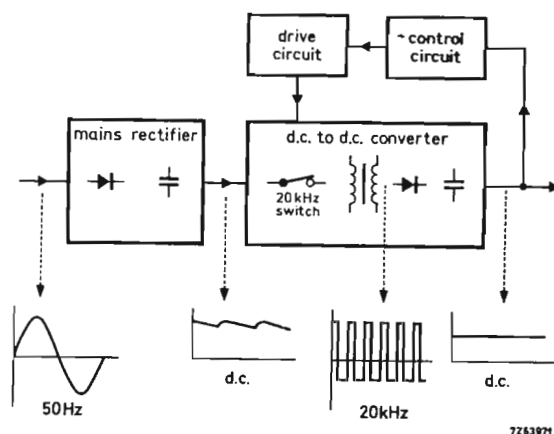 drive
circuit
control
circuit
mains rectifier
d.c. to d.c. converter
20kHz
switch
50Hz
d.c.
20kHz
d.c.